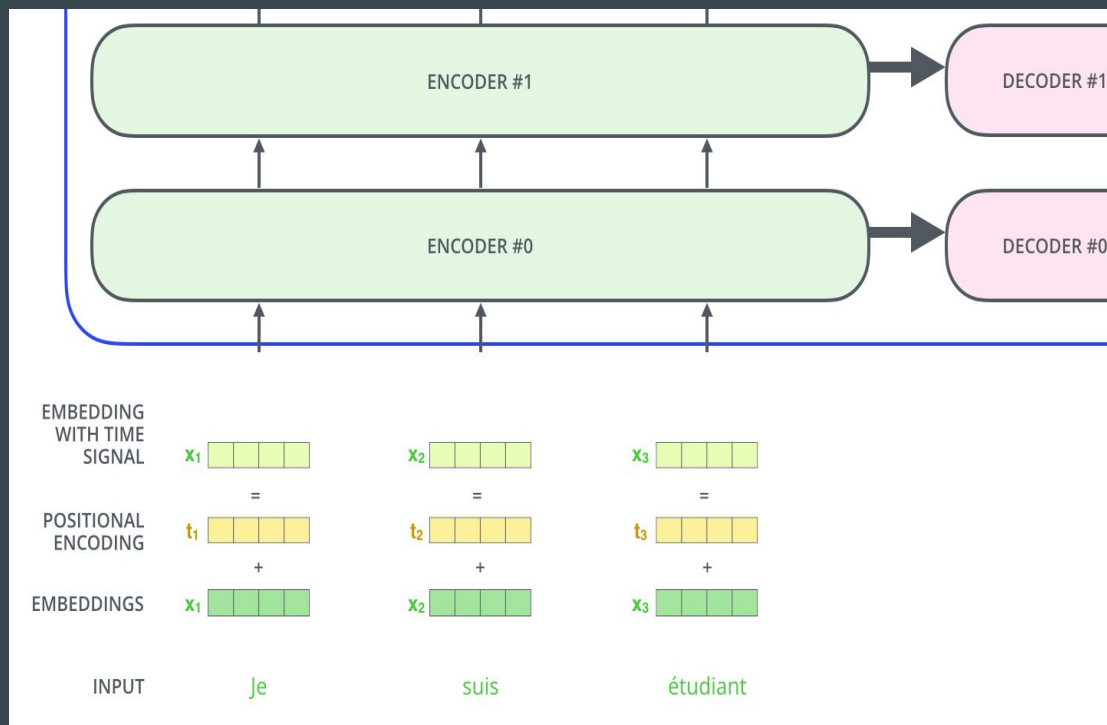 ENCODER #1
DECODER #1
ENCODER #0
DECODER #0
EMBEDDING
WITH TIME
SIGNAL
x₁
x₂
x₃
=
=
=
POSITIONAL
ENCODING
t₁
t₂
t₃
+
+
+
EMBEDDINGS
x₁
x₂
x₃
INPUT
Je
suis
étudiant